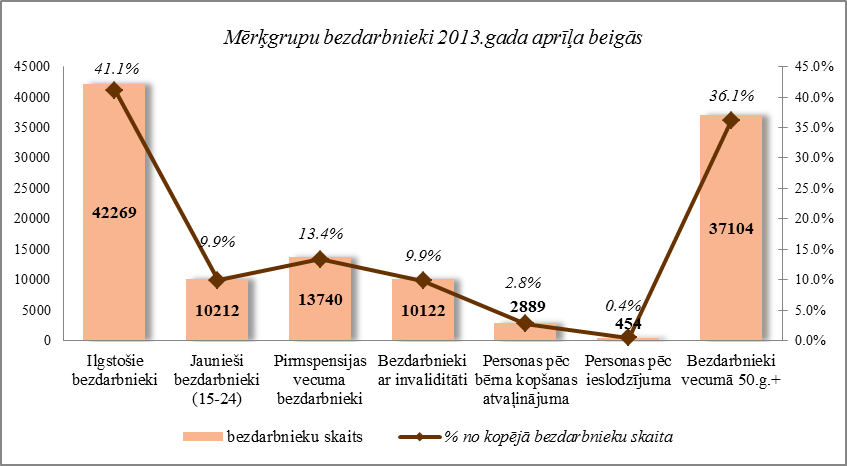 Mērķgrupu bezdarbnieki 2013.gada aprīļa beigās
45000
40000
35000
30000
25000
20000
15000
10000
5000
0
41.1%
9.9%
13.4%
9.9%
2.8%
0.4%
36.1%
42269
10212
13740
10122
2889
454
37104
45.0%
40.0%
35.0%
30.0%
25.0%
20.0%
15.0%
10.0%
5.0%
0.0%
Ilgstošie
bezdarbnieki
Jaunieši
bezdarbnieki
(15-24)
Pirmspensijas
vecuma
bezdarbnieki
Bezdarbnieki
ar invaliditāti
Personas pēc
bērna kopšanas
atvaļinājuma
Personas pēc
ieslodzījuma
Bezdarbnieki
vecumā 50.g.+
bezdarbnieku skaits
% no kopējā bezdarbnieku skaita